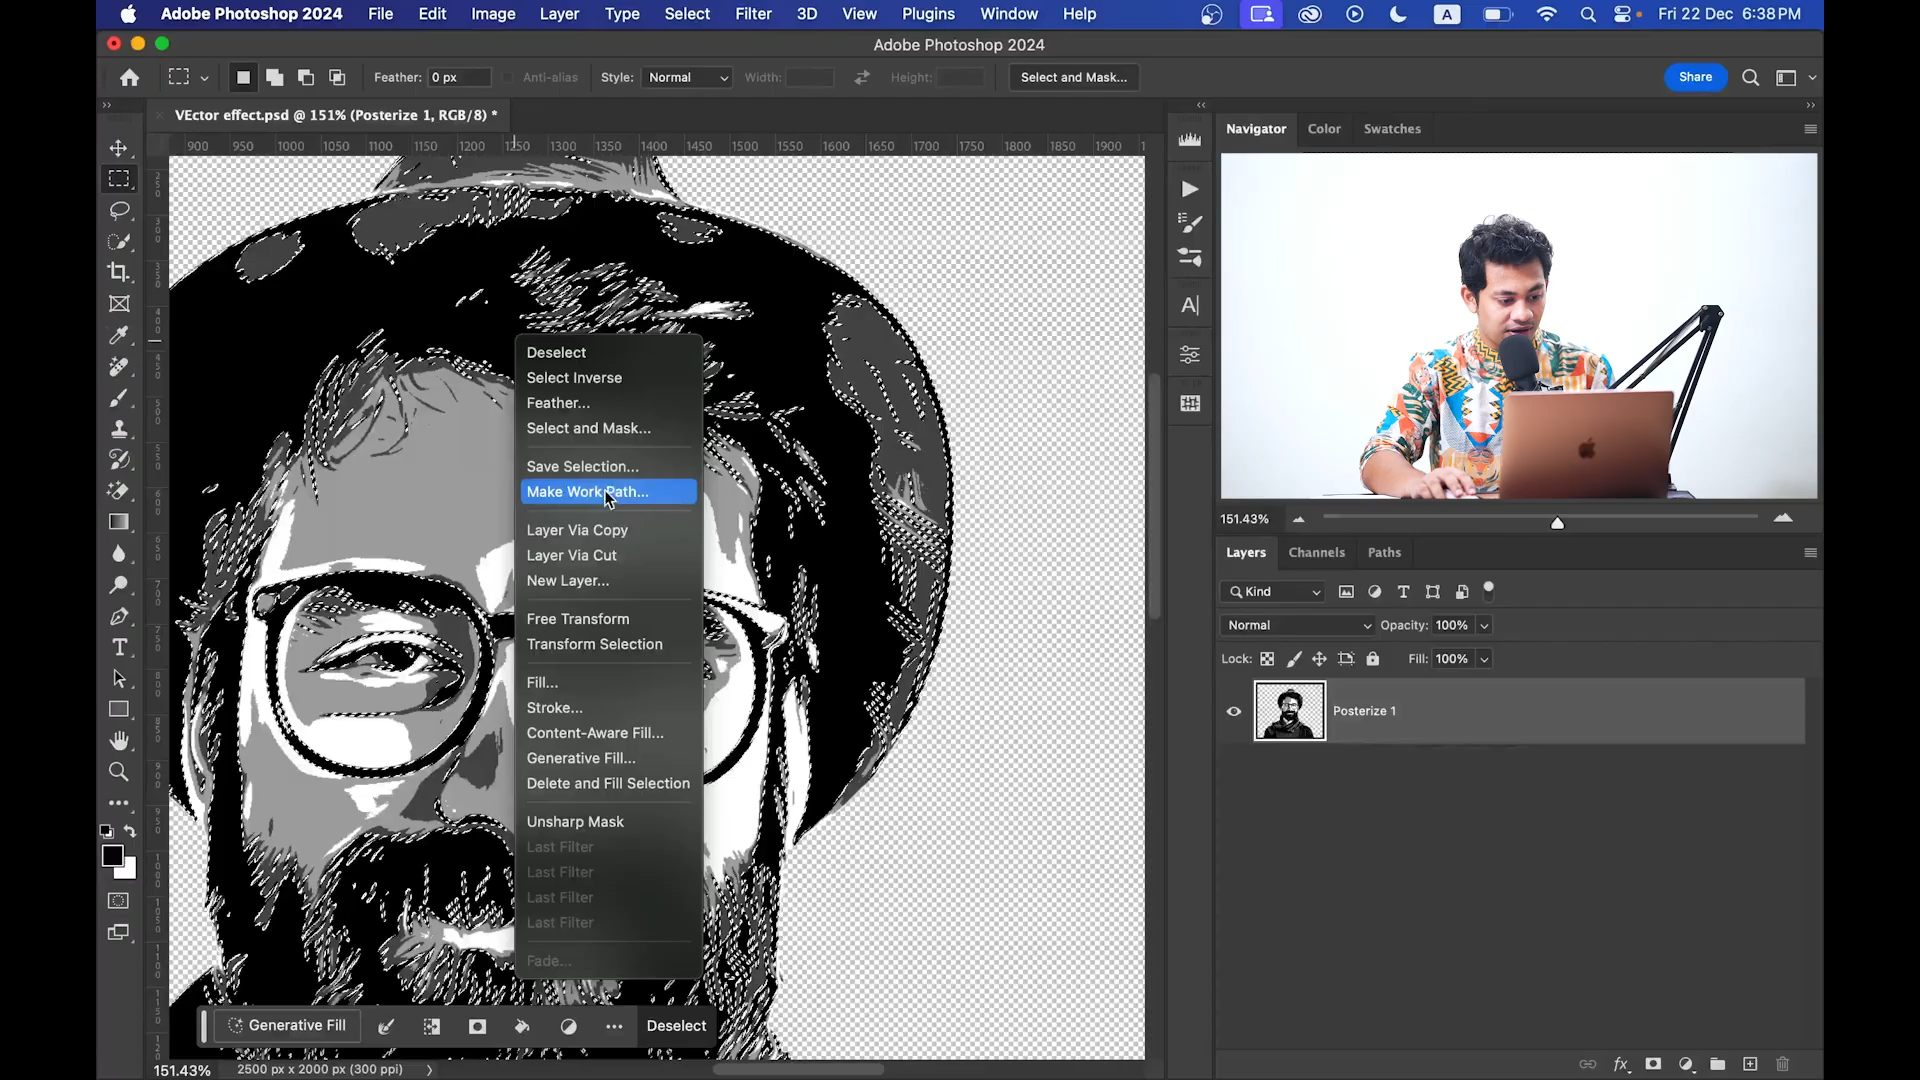 Adobe Photoshop 2024 File Edit Image Layer Type Select Filter 3D View Plugins Window Help A Fri 22 Dec 6:38 PM
Adobe Photoshop 2024
Feather: 0 px Anti-alias Style: Normal Width: Height: Select and Mask... Share
VEctor effect.psd @ 151% (Posterize 1, RGB/8) *
900 950 1000 1050 1100 1150 1200 1250 1300 1350 1400 1450 1500 1550 1600 1650 1700 1750 1800 1850 1900 1
Navigator Color Swatches
Deselect
Select Inverse
Feather...
Select and Mask...
Save Selection...
Make Work Path...
Layer Via Copy
Layer Via Cut
New Layer...
Free Transform
Transform Selection
Fill...
Stroke...
Content-Aware Fill...
Generative Fill...
Delete and Fill Selection
Unsharp Mask
Last Filter
Last Filter
Last Filter
Last Filter
Fade...
151.43%
Layers Channels Paths
Kind
Normal Opacity: 100%
Lock: Fill: 100%
Posterize 1
Generative Fill Deselect
151.43% 2500 px x 2000 px (300 ppi)
fx